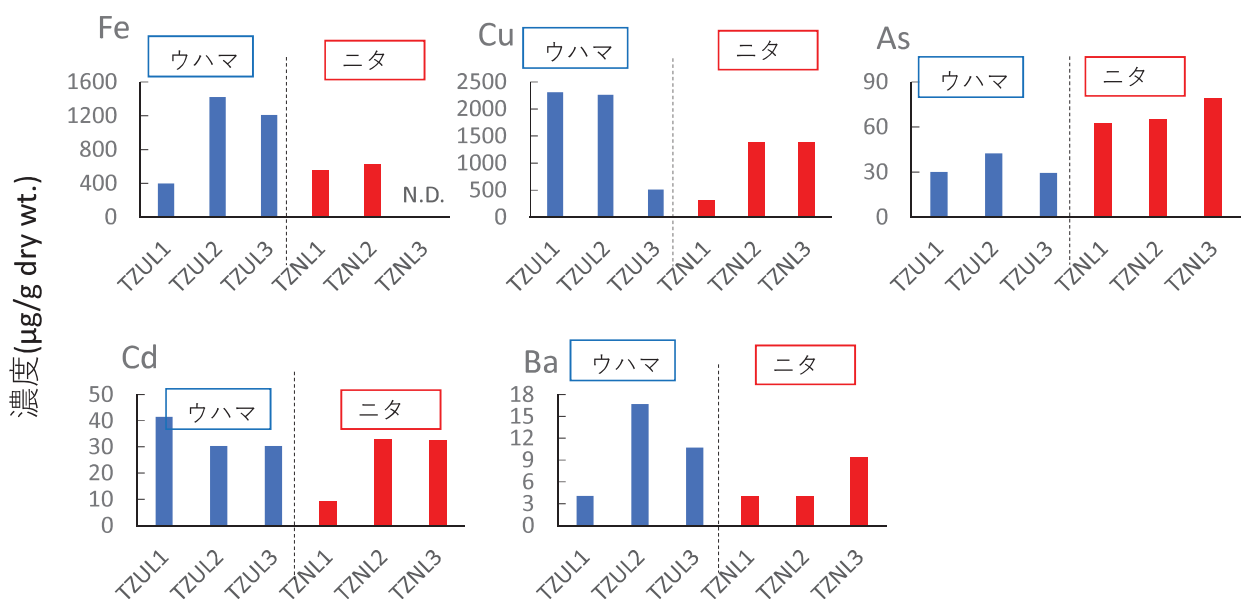 濃度(μg/g dry wt.)
Fe
ウハマ
ニタ
1600
1200
800
400
0
N.D.
TZUL1
TZUL2
TZUL3
TZNL1
TZNL2
TZNL3
Cu
ウハマ
ニタ
2500
2000
1500
1000
500
0
TZUL1
TZUL2
TZUL3
TZNL1
TZNL2
TZNL3
As
ウハマ
ニタ
90
60
30
0
TZUL1
TZUL2
TZUL3
TZNL1
TZNL2
TZNL3
Cd
ウハマ
ニタ
50
40
30
20
10
0
TZUL1
TZUL2
TZUL3
TZNL1
TZNL2
TZNL3
Ba
ウハマ
ニタ
18
15
12
9
6
3
0
TZUL1
TZUL2
TZUL3
TZNL1
TZNL2
TZNL3